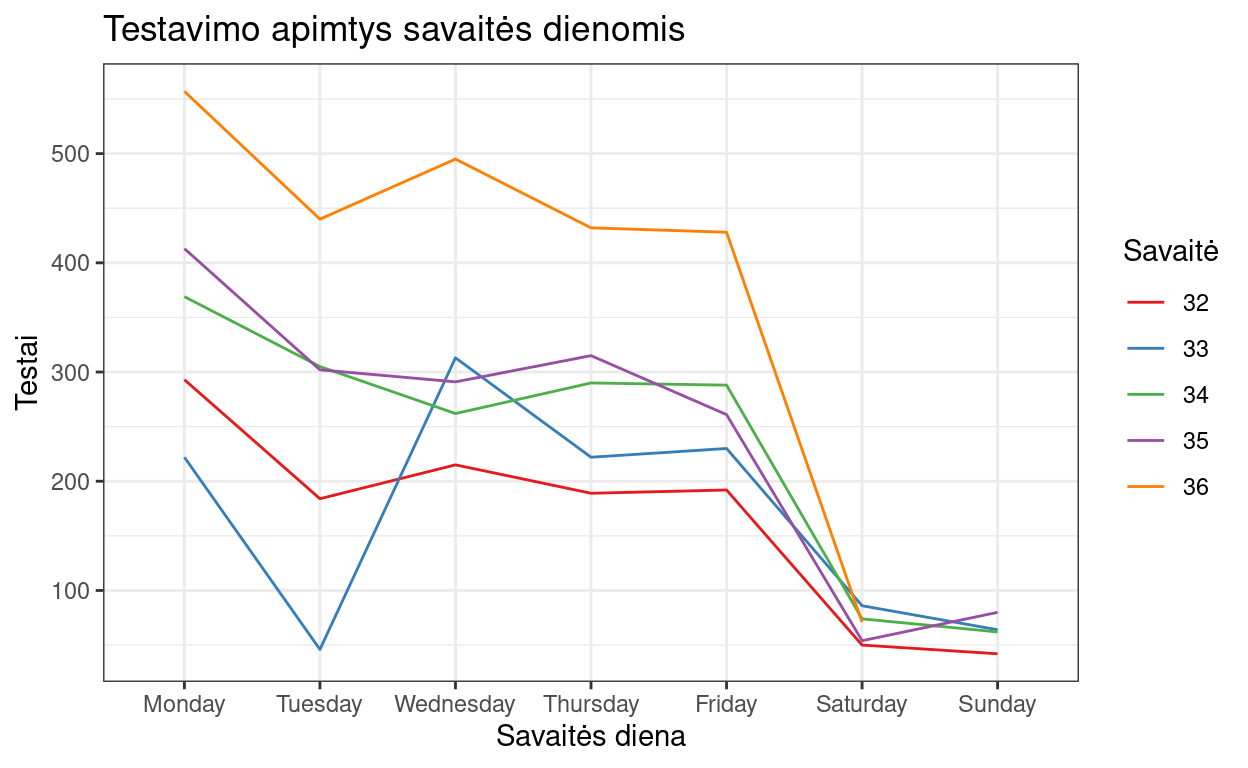 Testavimo apimtys savaitės dienomis
Testai
500
400
300
200
100
Monday Tuesday Wednesday Thursday Friday Saturday Sunday
Savaitės diena
Savaitė
32
33
34
35
36